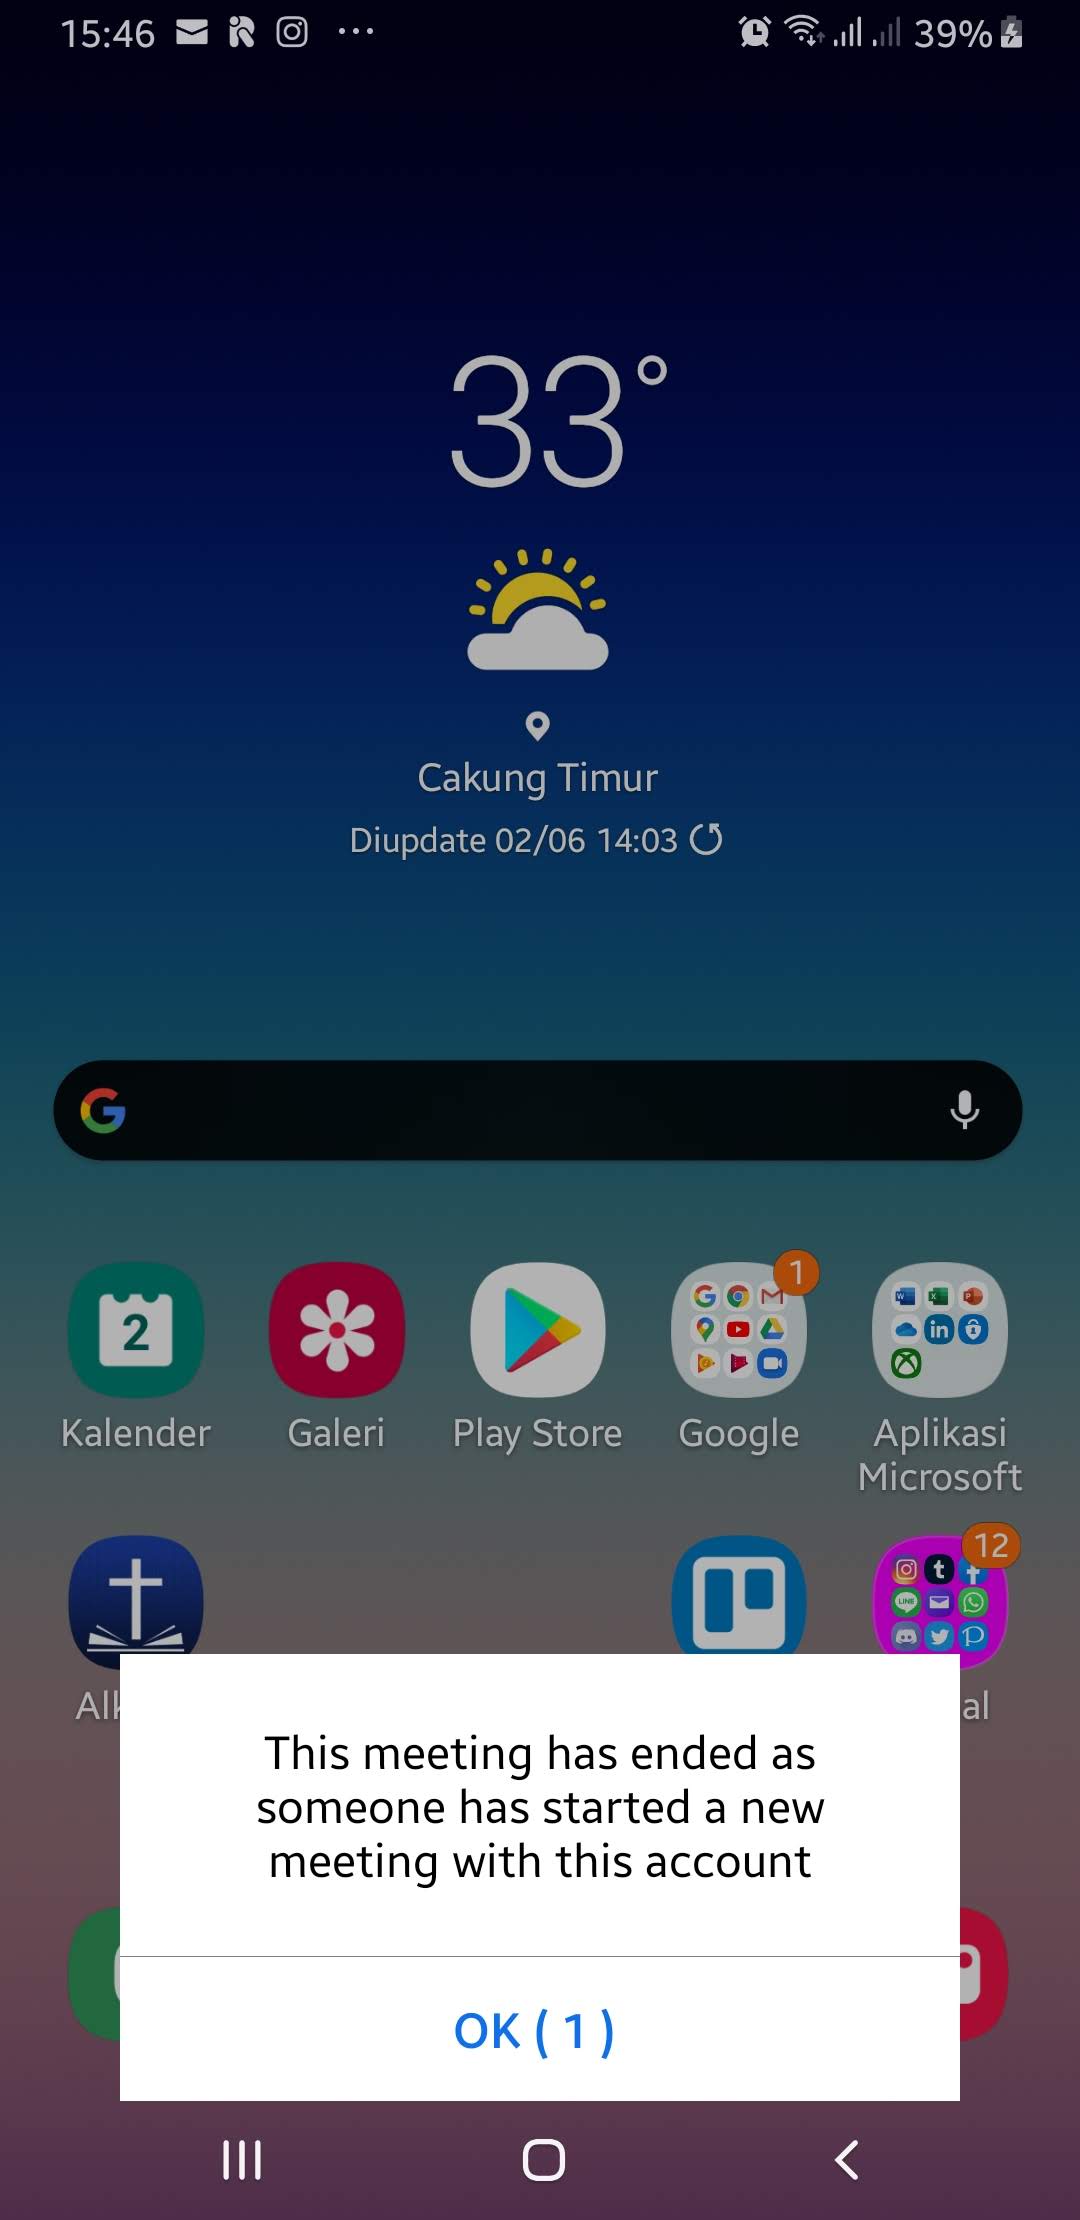 15:46
39%
33°
Cakung Timur
Diupdate 02/06 14:03
1
2
Kalender
Galeri
Play Store
Google
Aplikasi
Microsoft
12
LINE
al
This meeting has ended as
someone has started a new
meeting with this account
OK ( 1 )